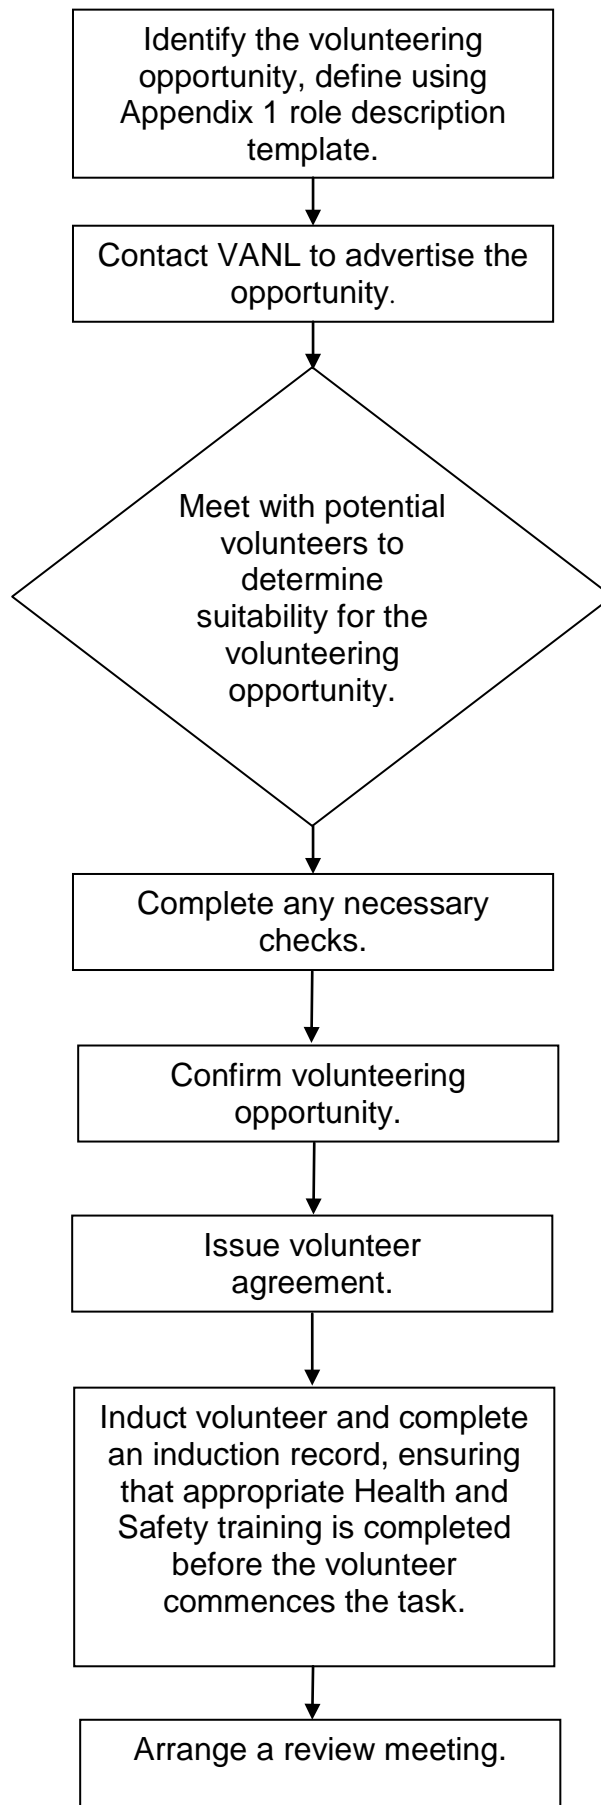 Identify the volunteering
opportunity, define using
Appendix 1 role description
template.
Contact VANL to advertise the
opportunity.
Meet with potential
volunteers to
determine
suitability for the
volunteering
opportunity.
Complete any necessary
checks.
Confirm volunteering
opportunity.
Issue volunteer
agreement.
Induct volunteer and complete
an induction record, ensuring
that appropriate Health and
Safety training is completed
before the volunteer
commences the task.
Arrange a review meeting.